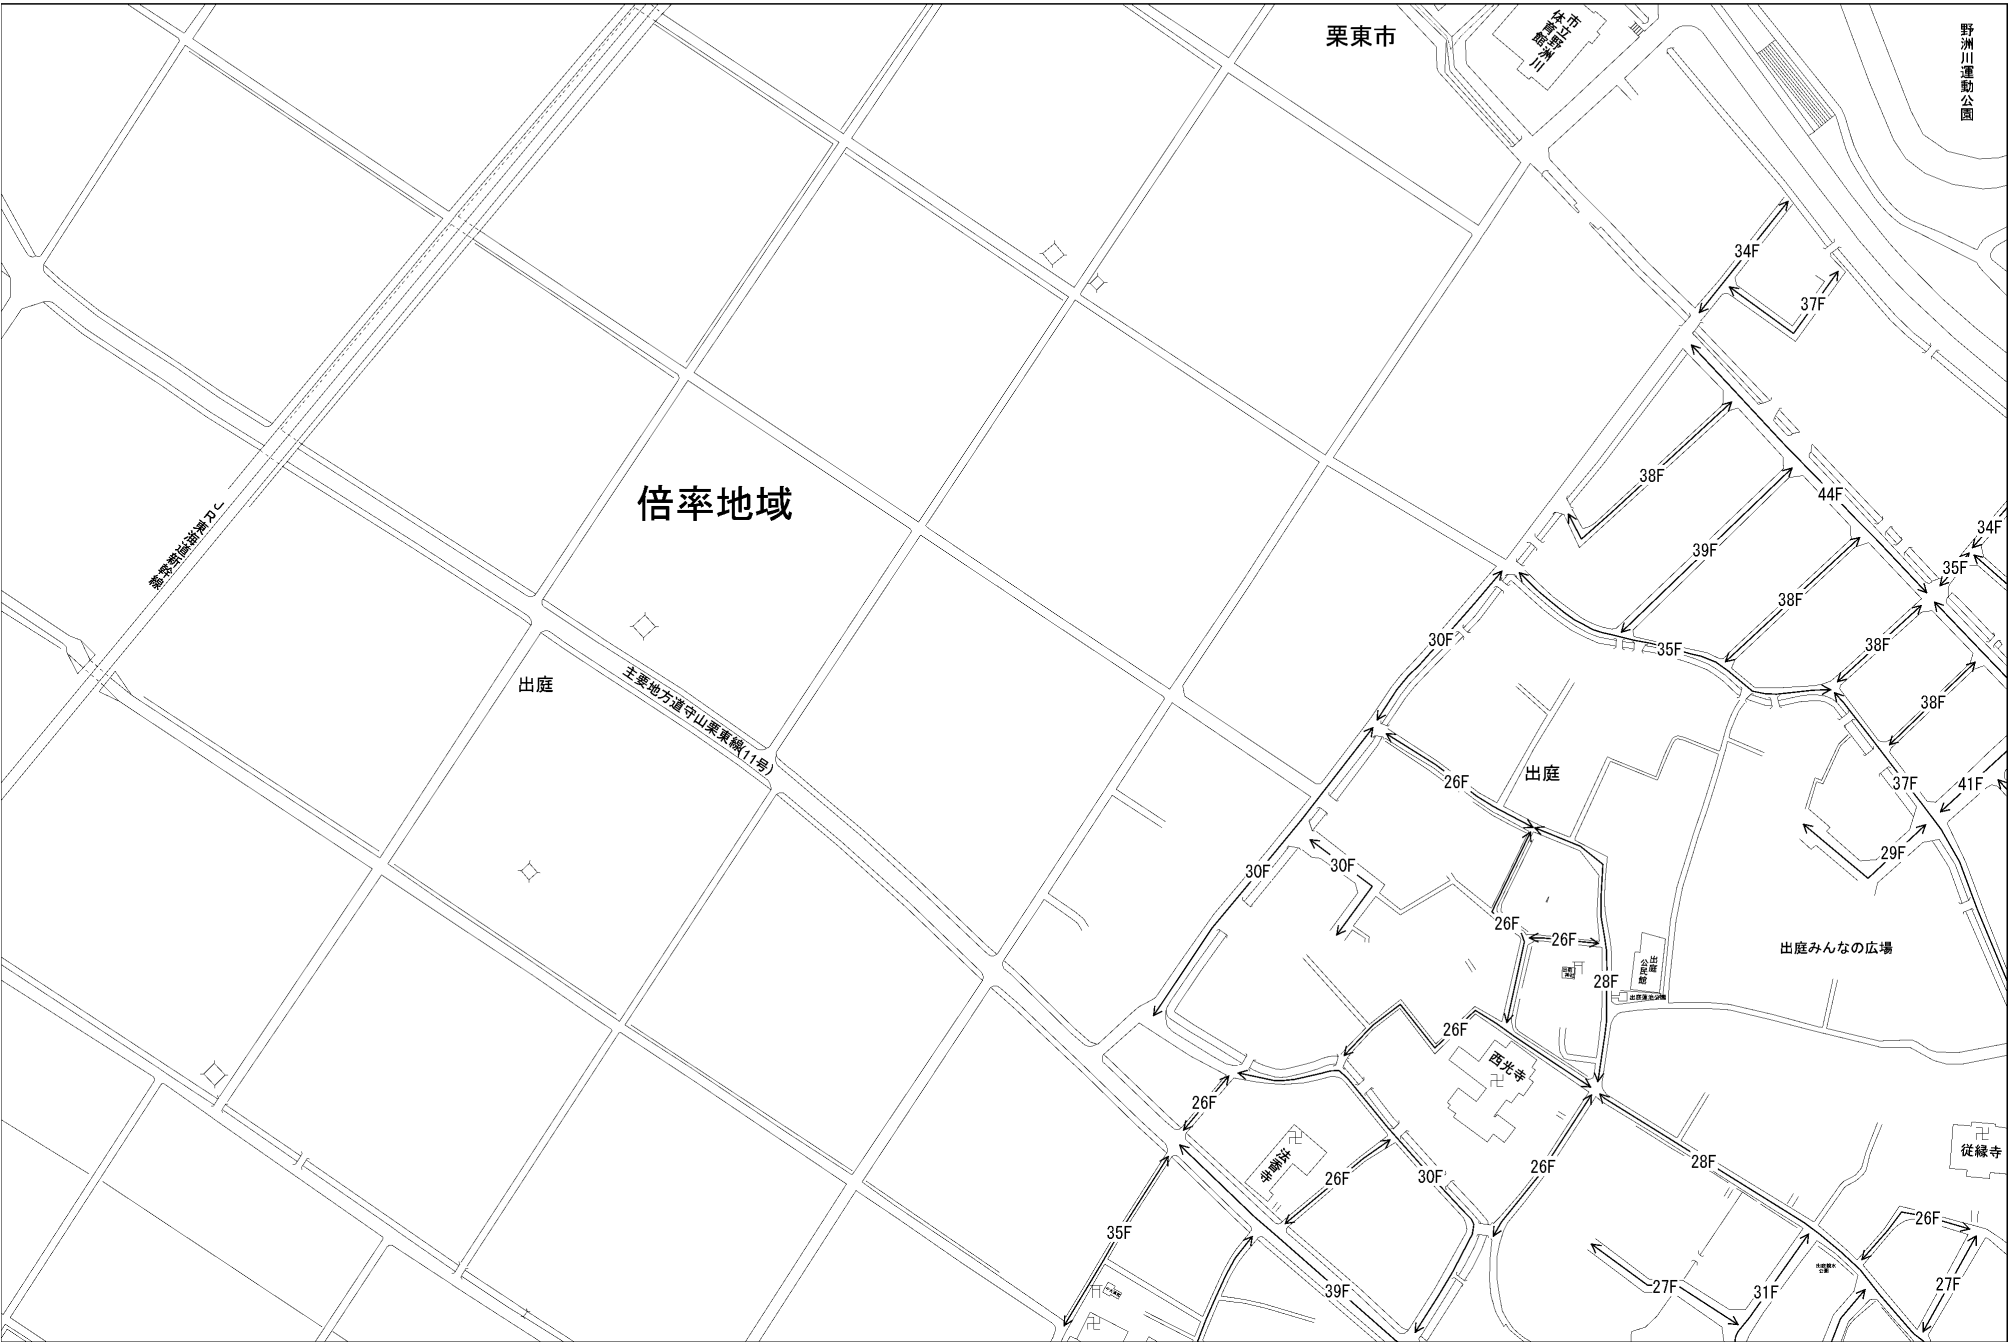 栗東市
市立野洲川
体育館
野洲川運動公園
34F
37F
倍率地域
38F
44F
34F
39F
35F
JR東海道新幹線
38F
30F
35F
38F
出庭
主要地方道守山栗東線(11号)
38F
出庭
26F
37F
41F
30F
30F
29F
26F
26F
出庭みんなの広場
出庭
公民館
28F
26F
西光寺
26F
法香寺
26F
30F
26F
28F
従縁寺
35F
26F
39F
27F
31F
27F